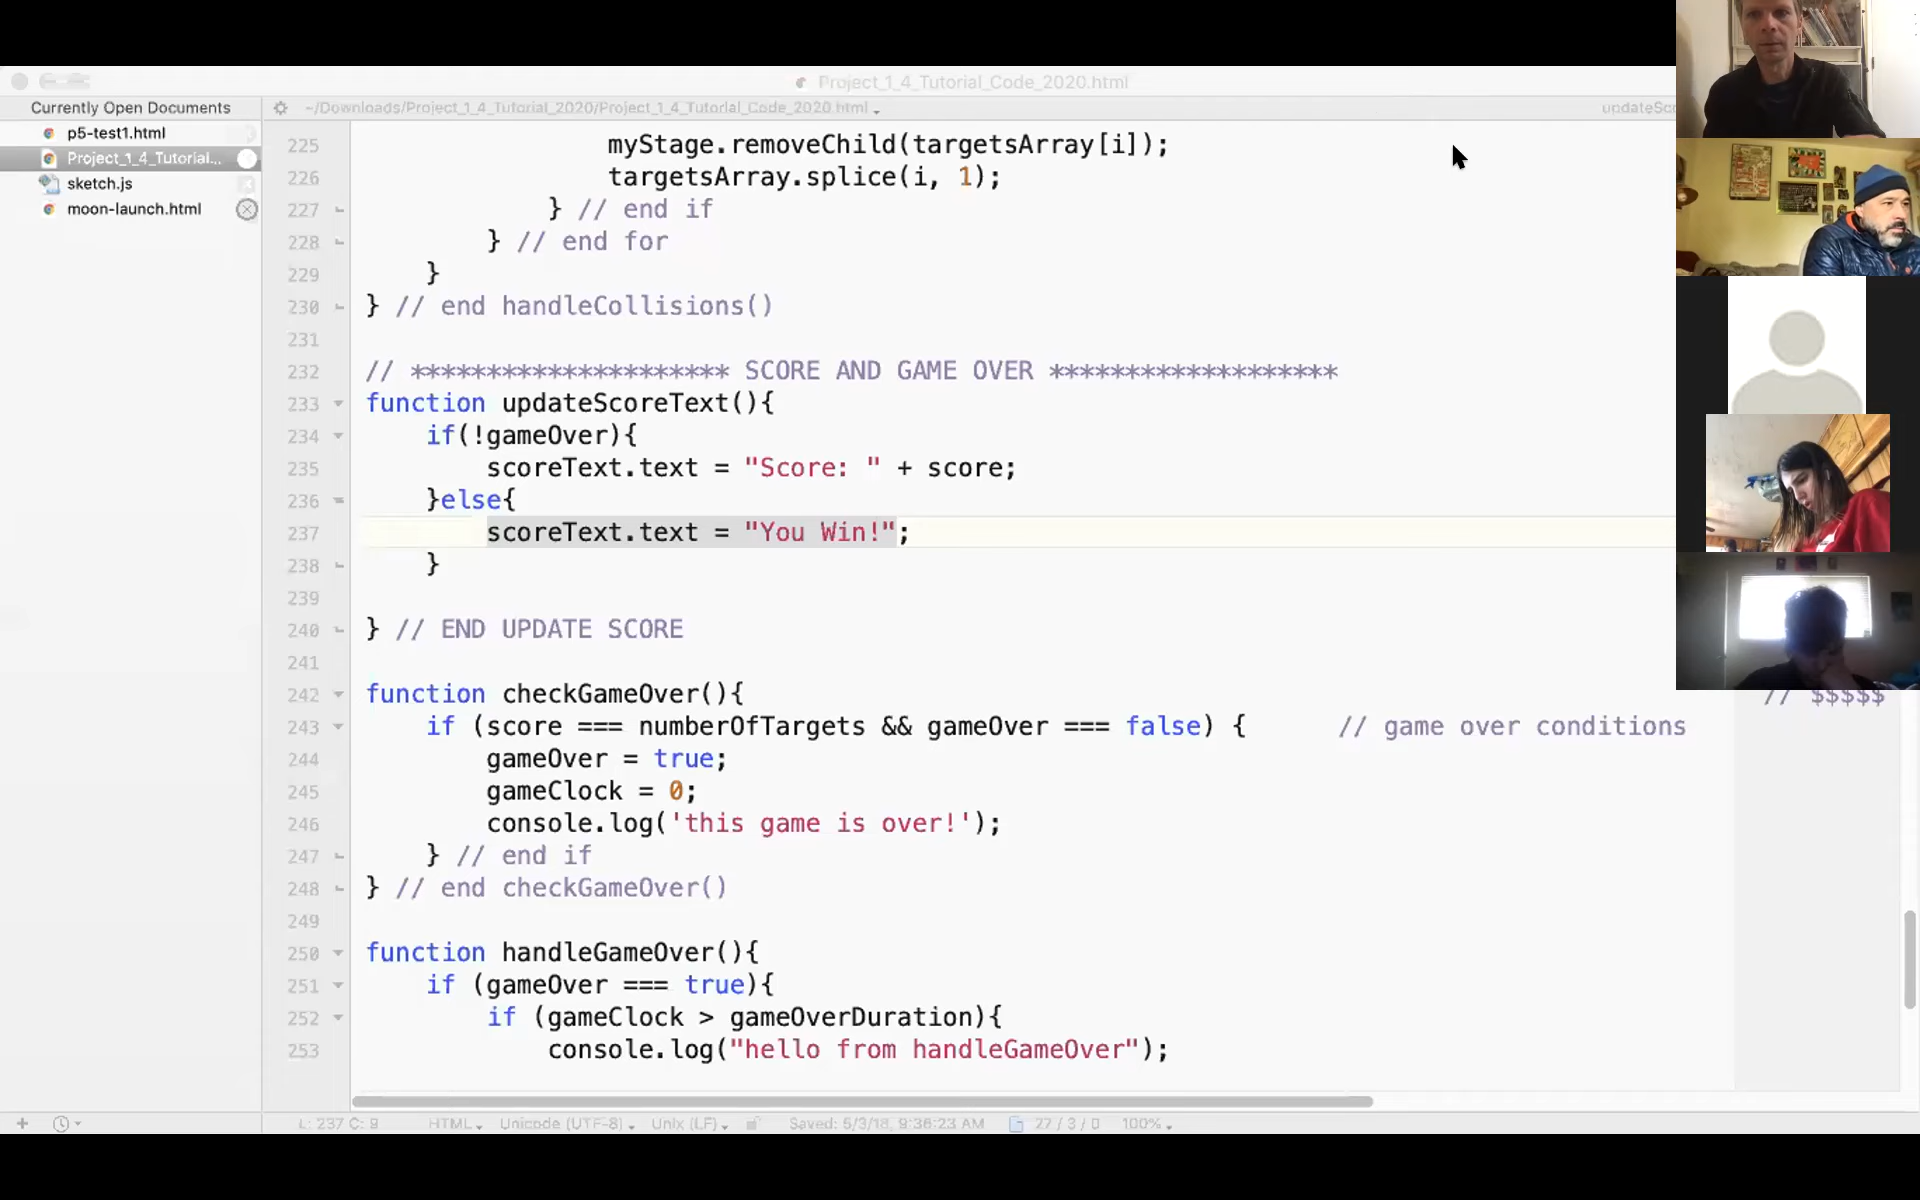 Project_1_4_Tutorial_Code_2020.html
Currently Open Documents
~/Downloads/Project_1_4_Tutorial_2020/Project_1_4_Tutorial_Code_2020.html
updateSco
p5-test1.html
Project_1_4_Tutorial...
sketch.js
moon-launch.html
225 myStage.removeChild(targetsArray[i]);
226 targetsArray.splice(i, 1);
227 } // end if
228 } // end for
229 }
230 } // end handleCollisions()
231
232 // ********************* SCORE AND GAME OVER *******************
233 function updateScoreText(){
234 if(!gameOver){
235 scoreText.text = "Score: " + score;
236 }else{
237 scoreText.text = "You Win!";
238 }
239
240 } // END UPDATE SCORE
241
242 function checkGameOver(){ // $$$$$
243 if (score === numberOfTargets && gameOver === false) { // game over conditions
244 gameOver = true;
245 gameClock = 0;
246 console.log('this game is over!');
247 } // end if
248 } // end checkGameOver()
249
250 function handleGameOver(){
251 if (gameOver === true){
252 if (gameClock > gameOverDuration){
253 console.log("hello from handleGameOver");
L: 237 C: 9 HTML Unicode (UTF-8) Unix (LF) Saved: 5/3/18, 9:36:23 AM 27 / 3 / 0 100%